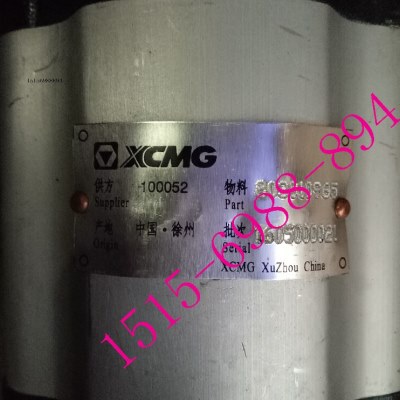 XCMG
供方 100052 物料
Supplier Part
产地 中国·徐州 批次
Origin Serial
XCMG XuZhou China
1515-6988-894